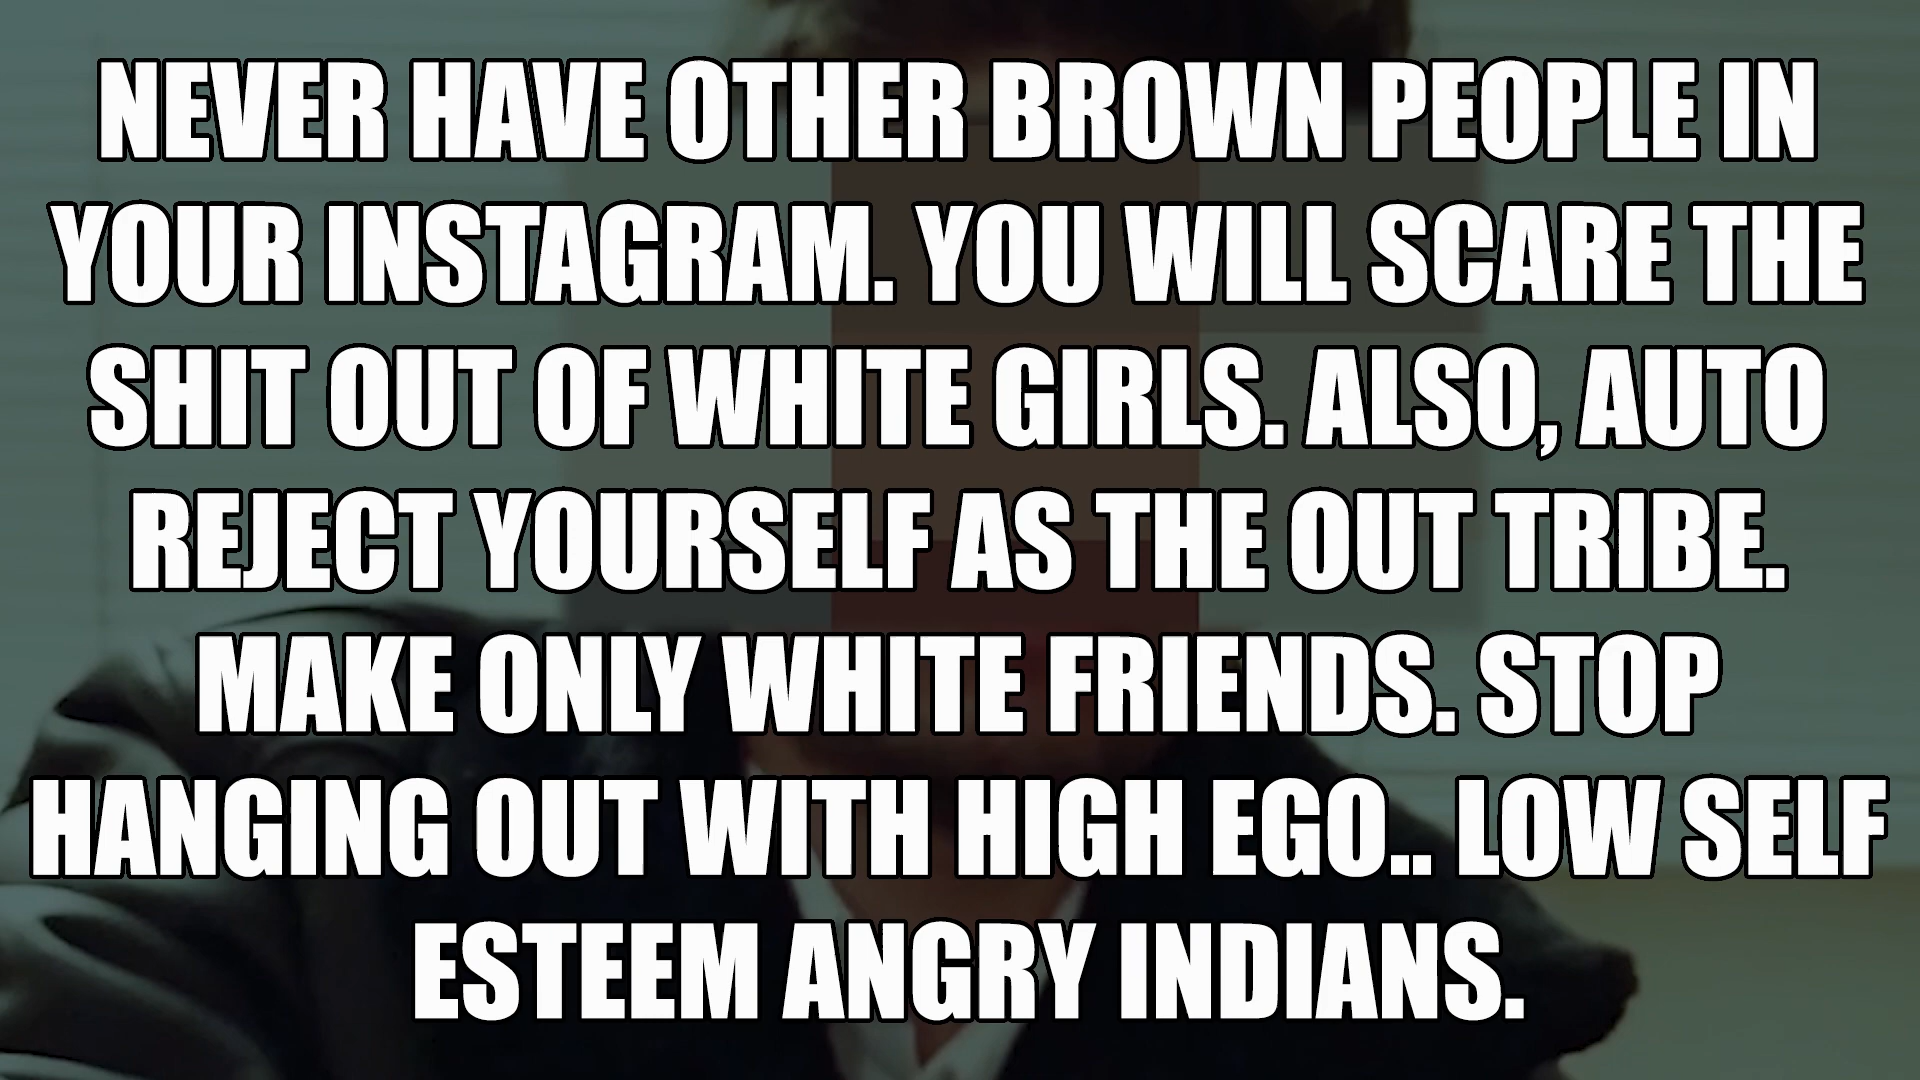 NEVER HAVE OTHER BROWN PEOPLE IN
YOUR INSTAGRAM. YOU WILL SCARE THE
SHIT OUT OF WHITE GIRLS. ALSO, AUTO
REJECT YOURSELF AS THE OUT TRIBE.
MAKE ONLY WHITE FRIENDS. STOP
HANGING OUT WITH HIGH EGO.. LOW SELF
ESTEEM ANGRY INDIANS.